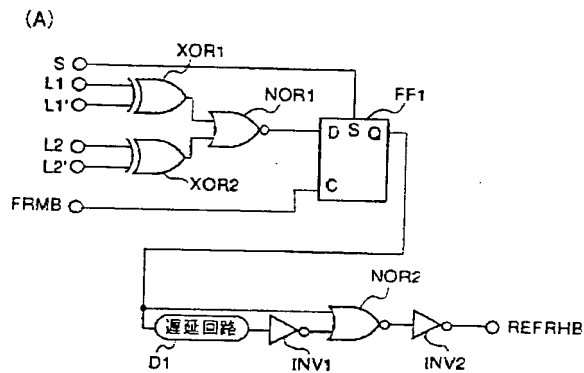 (A)
XOR1
S
L1
L1'
NOR1
FF1
D S Q
L2
L2'
C
XOR2
FRMB
NOR2
遅延回路
REFRHB
D1
INV1
INV2